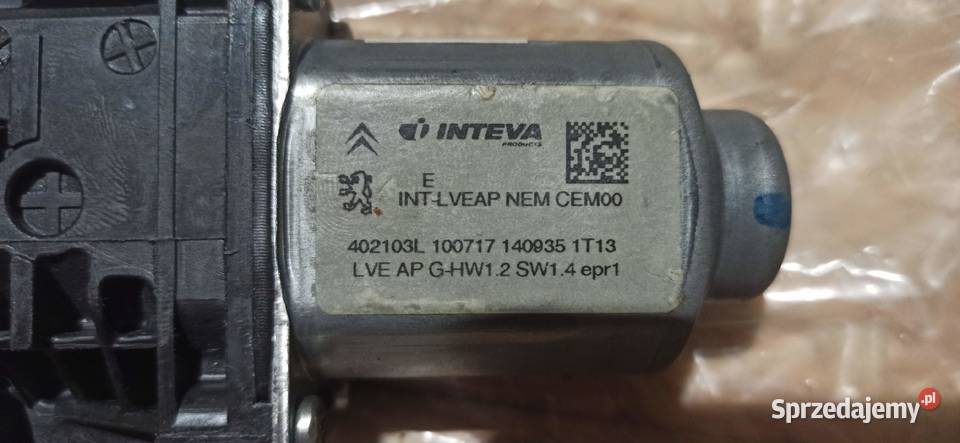 INTEVA
PRODUCTS
E
INT-LVEAP NEM CEM00
402103L 100717 140935 1T13
LVE AP G-HW1.2 SW1.4 epr1
Sprzedajemy.pl